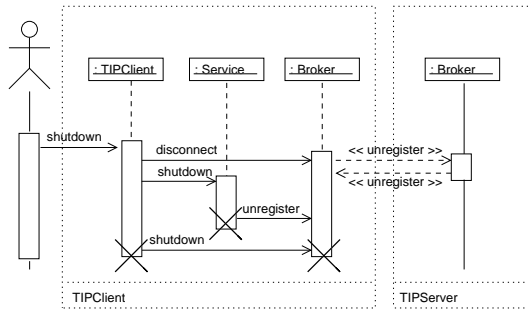 : TIPClient
: Service
: Broker
: Broker
shutdown
disconnect
<< unregister >>
shutdown
<< unregister >>
unregister
shutdown
TIPClient
TIPServer